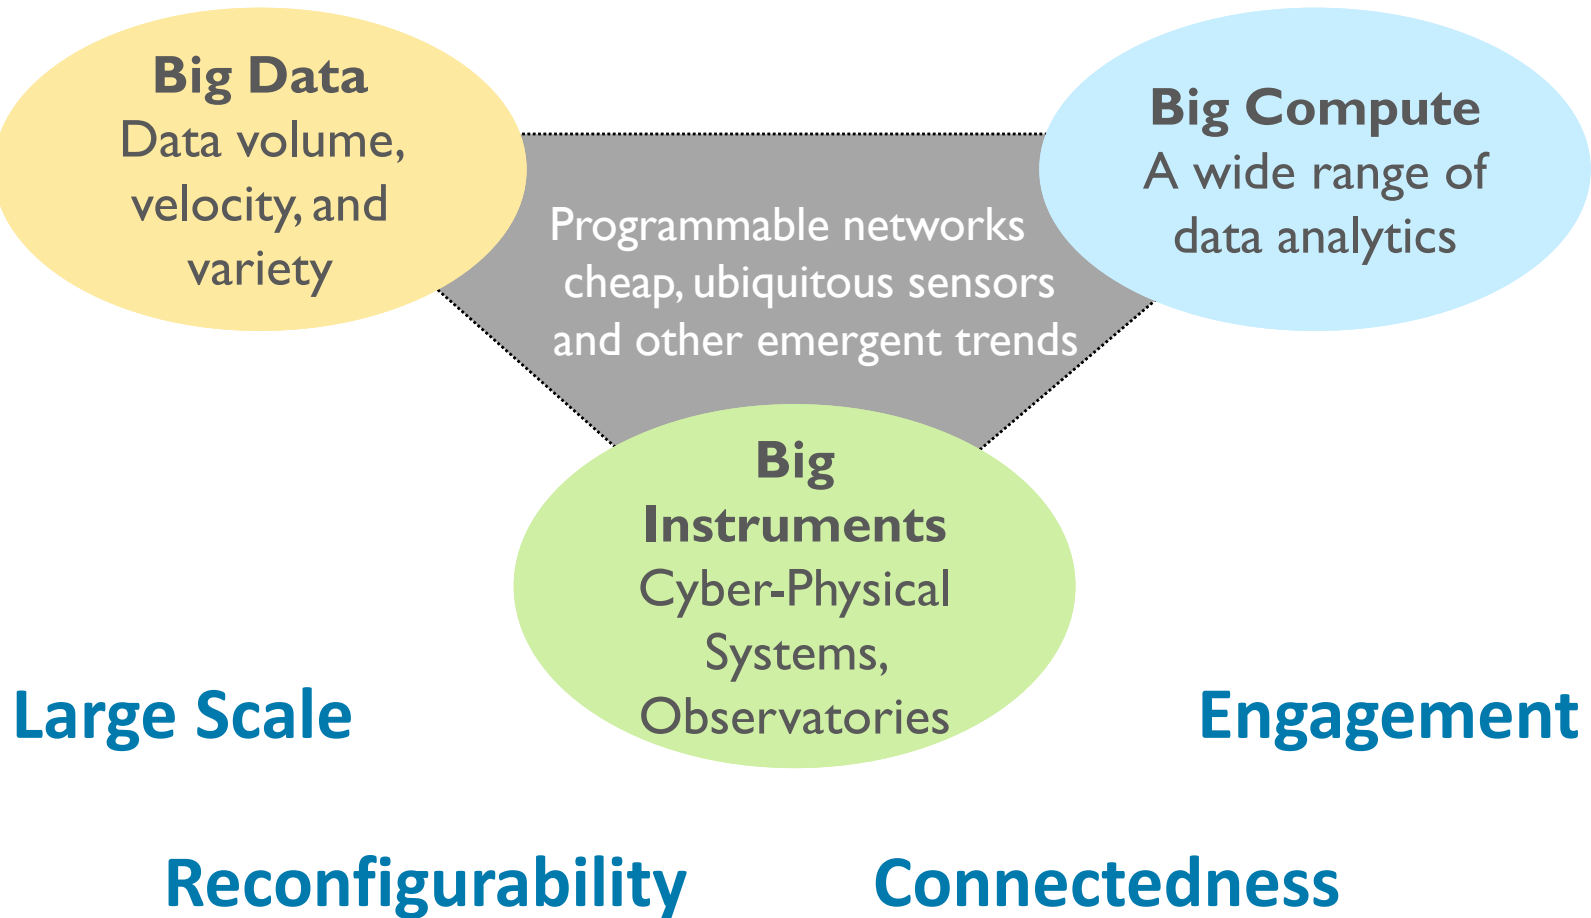 Big Data
Data volume,
velocity, and
variety
Big Compute
A wide range of
data analytics
Programmable networks
cheap, ubiquitous sensors
and other emergent trends
Big
Instruments
Cyber-Physical
Systems,
Observatories
Large Scale
Engagement
Reconfigurability
Connectedness